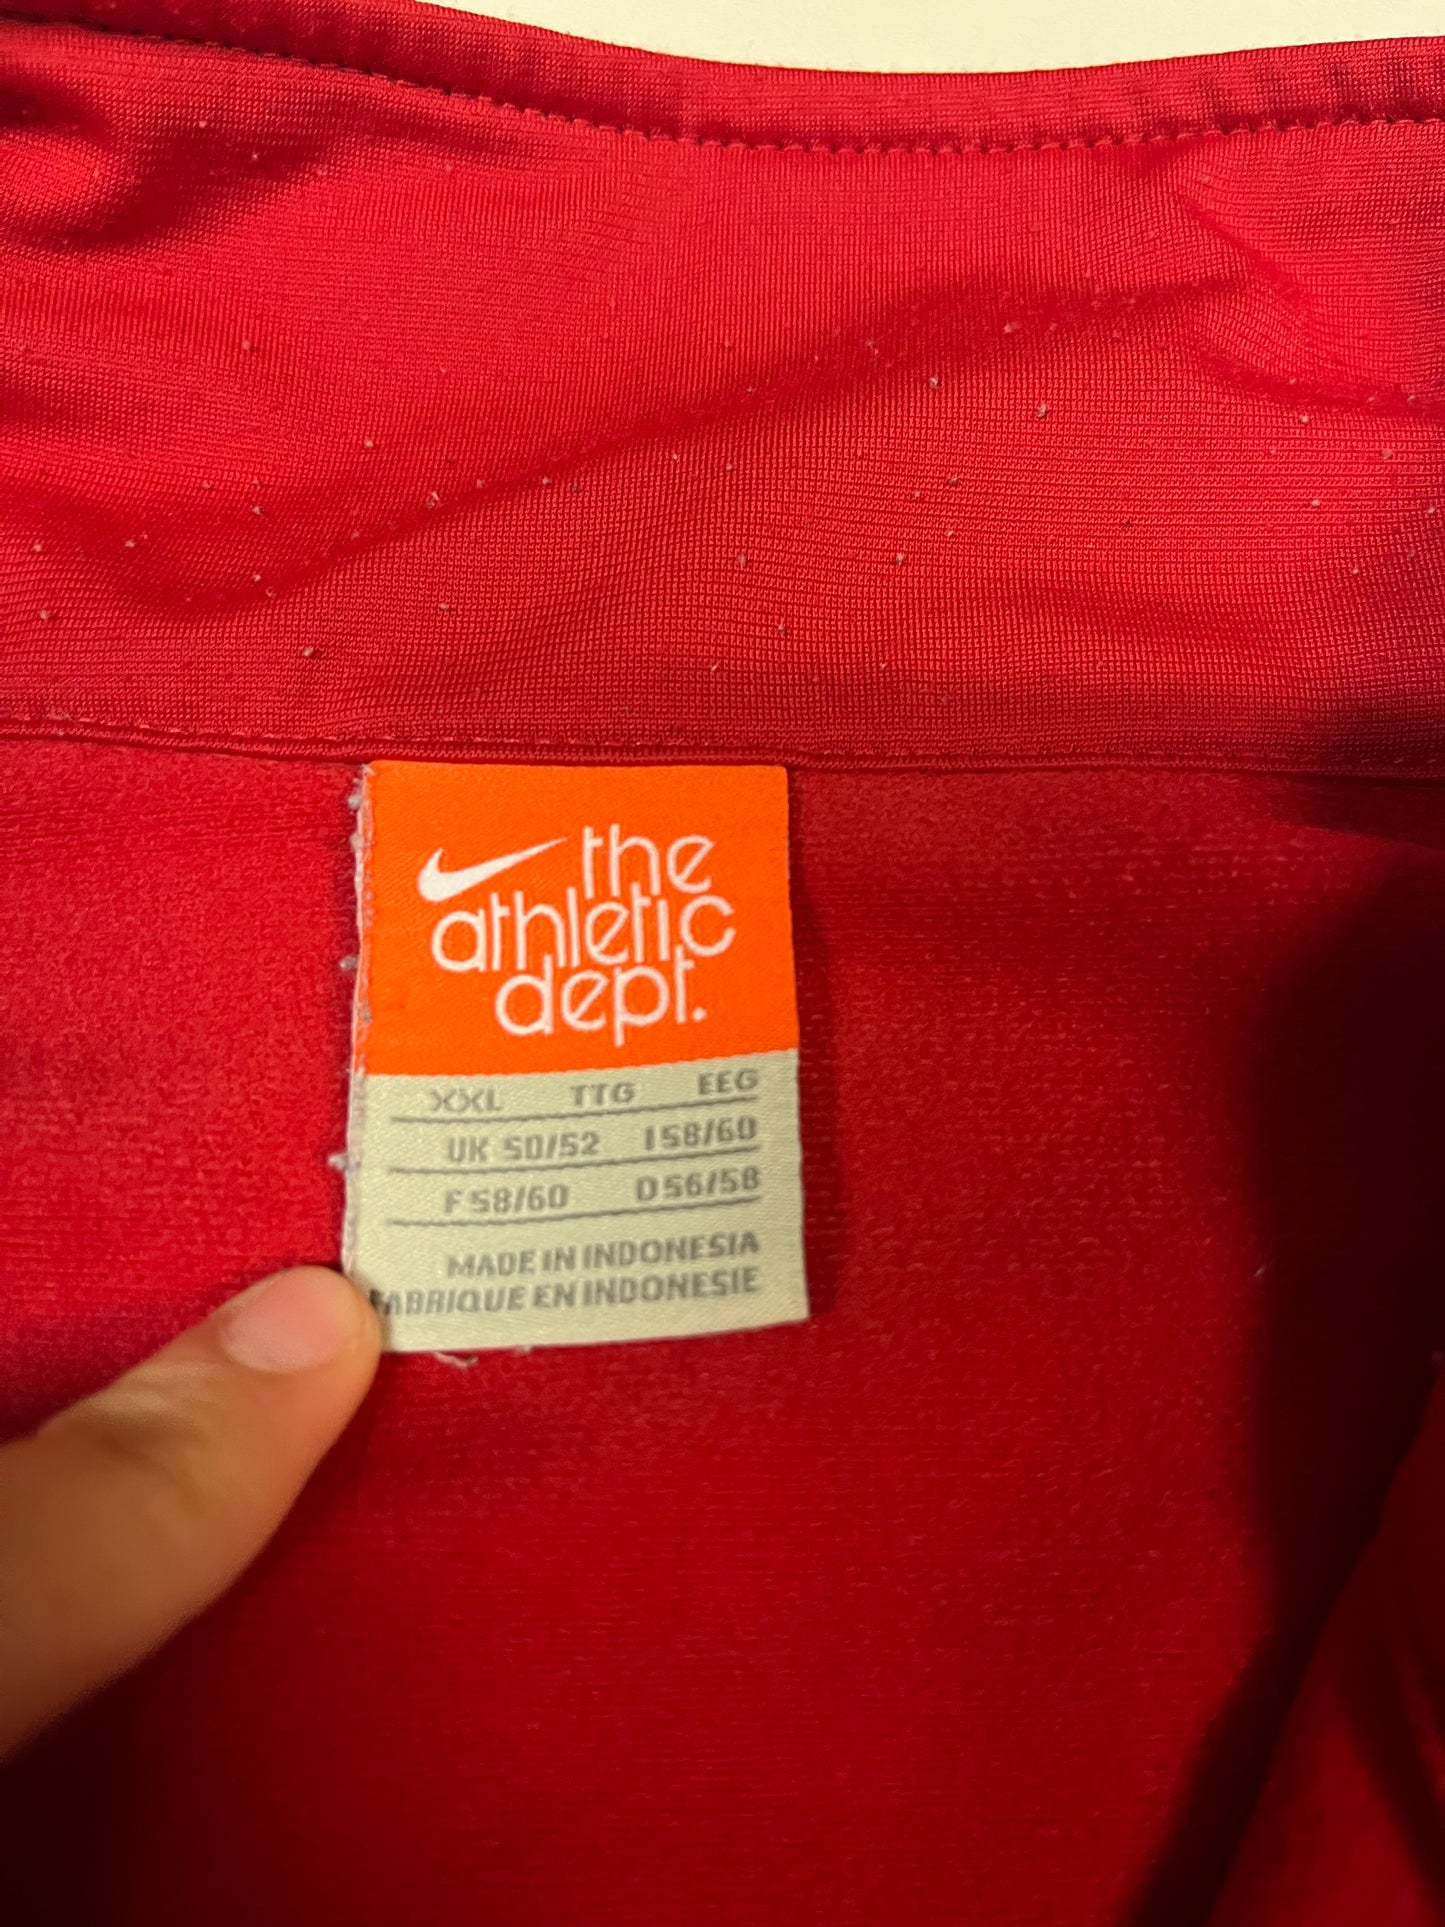 the
athletic
dept.
XXL TTG EEG
UK 50/52 I 58/60
F 58/60 D 56/58
MADE IN INDONESIA
FABRIQUE EN INDONESIE